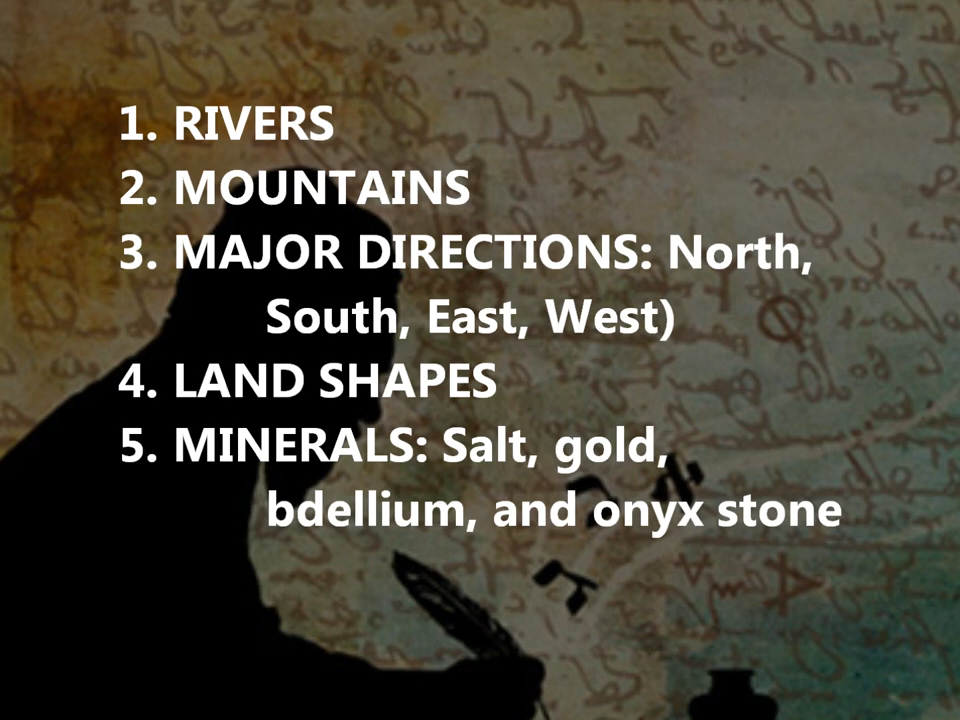 1. RIVERS
2. MOUNTAINS
3. MAJOR DIRECTIONS: North,
South, East, West)
4. LAND SHAPES
5. MINERALS: Salt, gold,
bdellium, and onyx stone